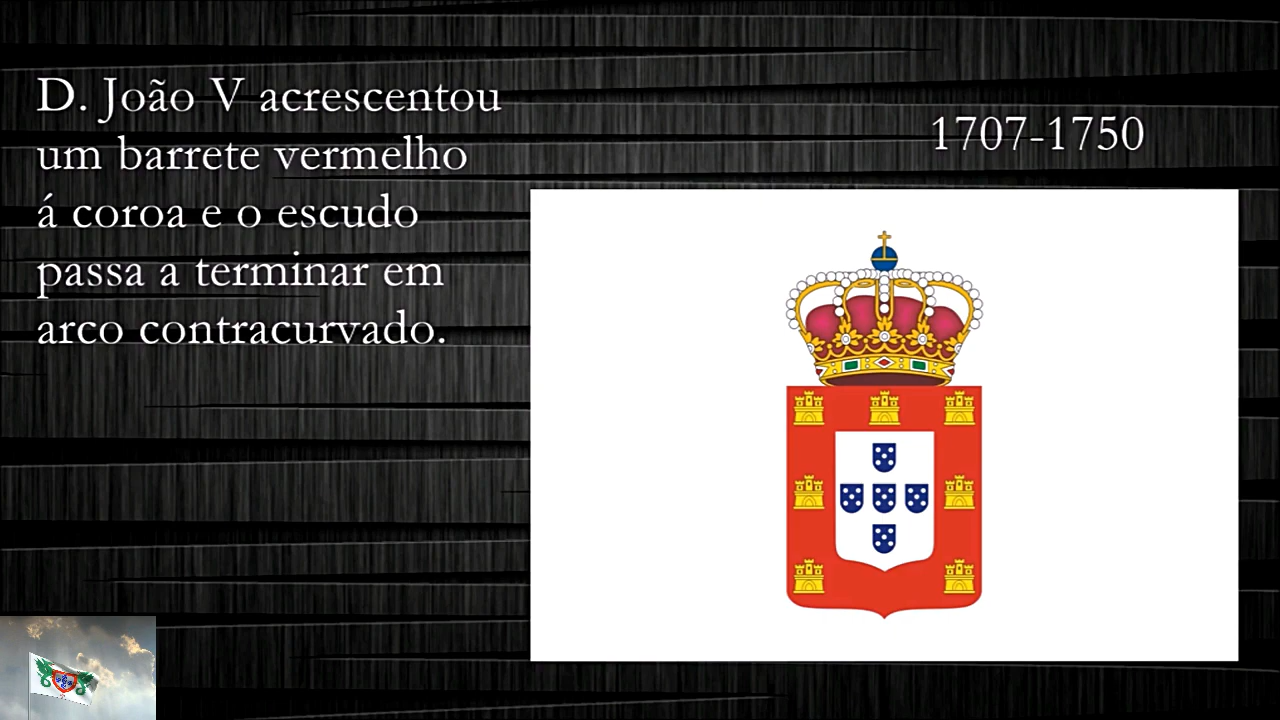 D. João V acrescentou
um barrete vermelho
á coroa e o escudo
passa a terminar em
arco contracurvado.
1707-1750